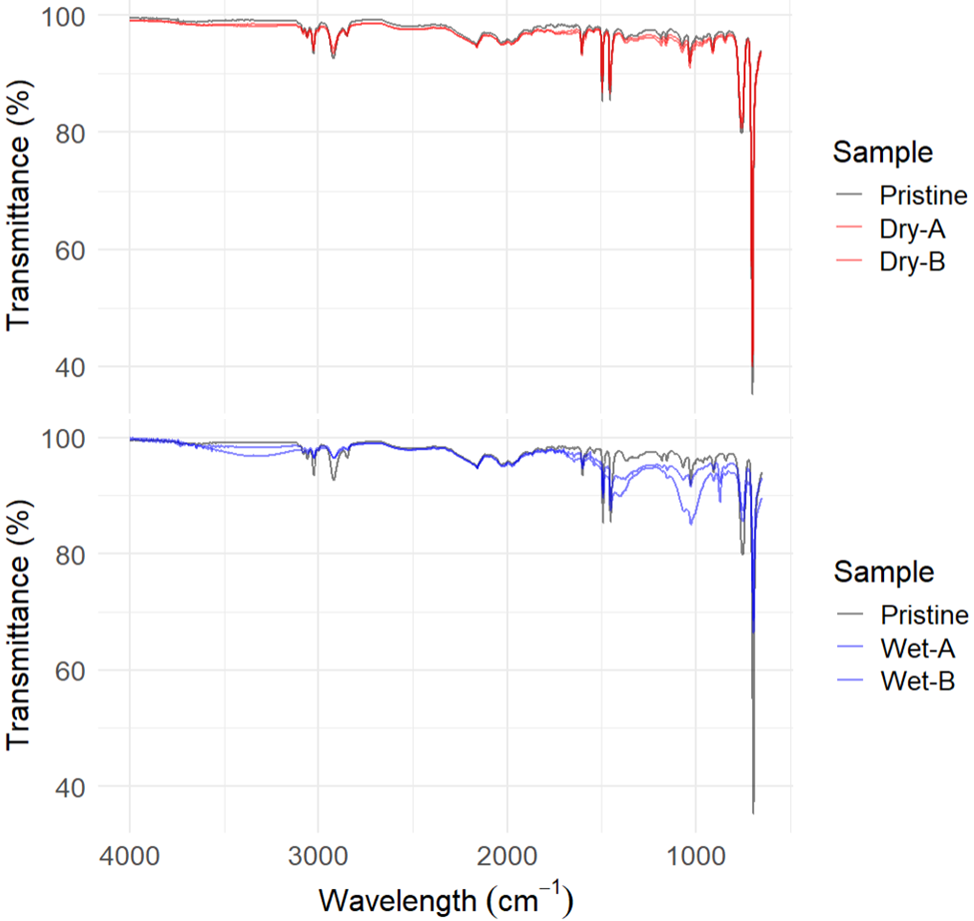 100
80
60
40
Transmittance (%)
Sample
Pristine
Dry-A
Dry-B
100
80
60
40
Transmittance (%)
Sample
Pristine
Wet-A
Wet-B
4000 3000 2000 1000
Wavelength (cm⁻¹)